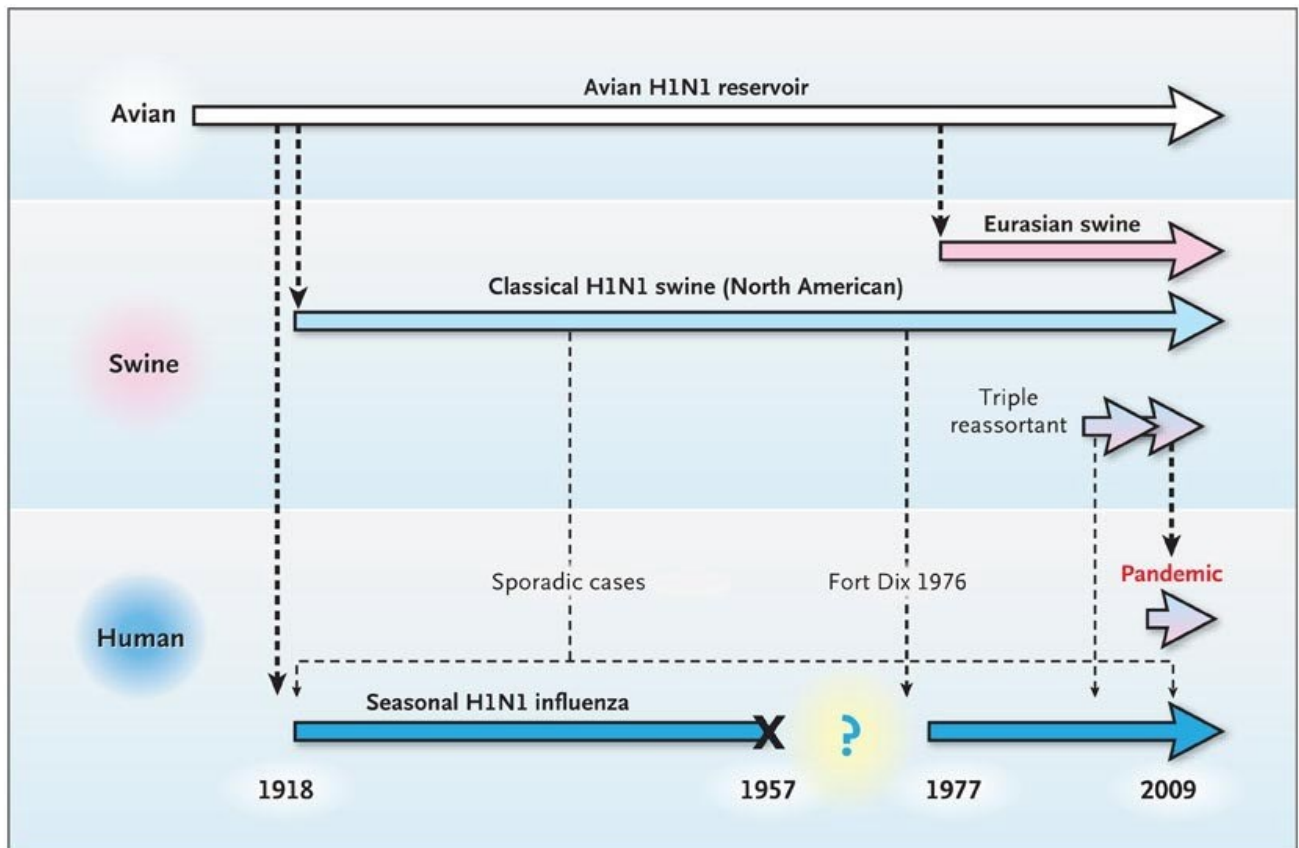 Avian H1N1 reservoir
Avian
Eurasian swine
Classical H1N1 swine (North American)
Swine
Triple
reassortant
Sporadic cases
Fort Dix 1976
Pandemic
Human
Seasonal H1N1 influenza
X
?
1918
1957
1977
2009